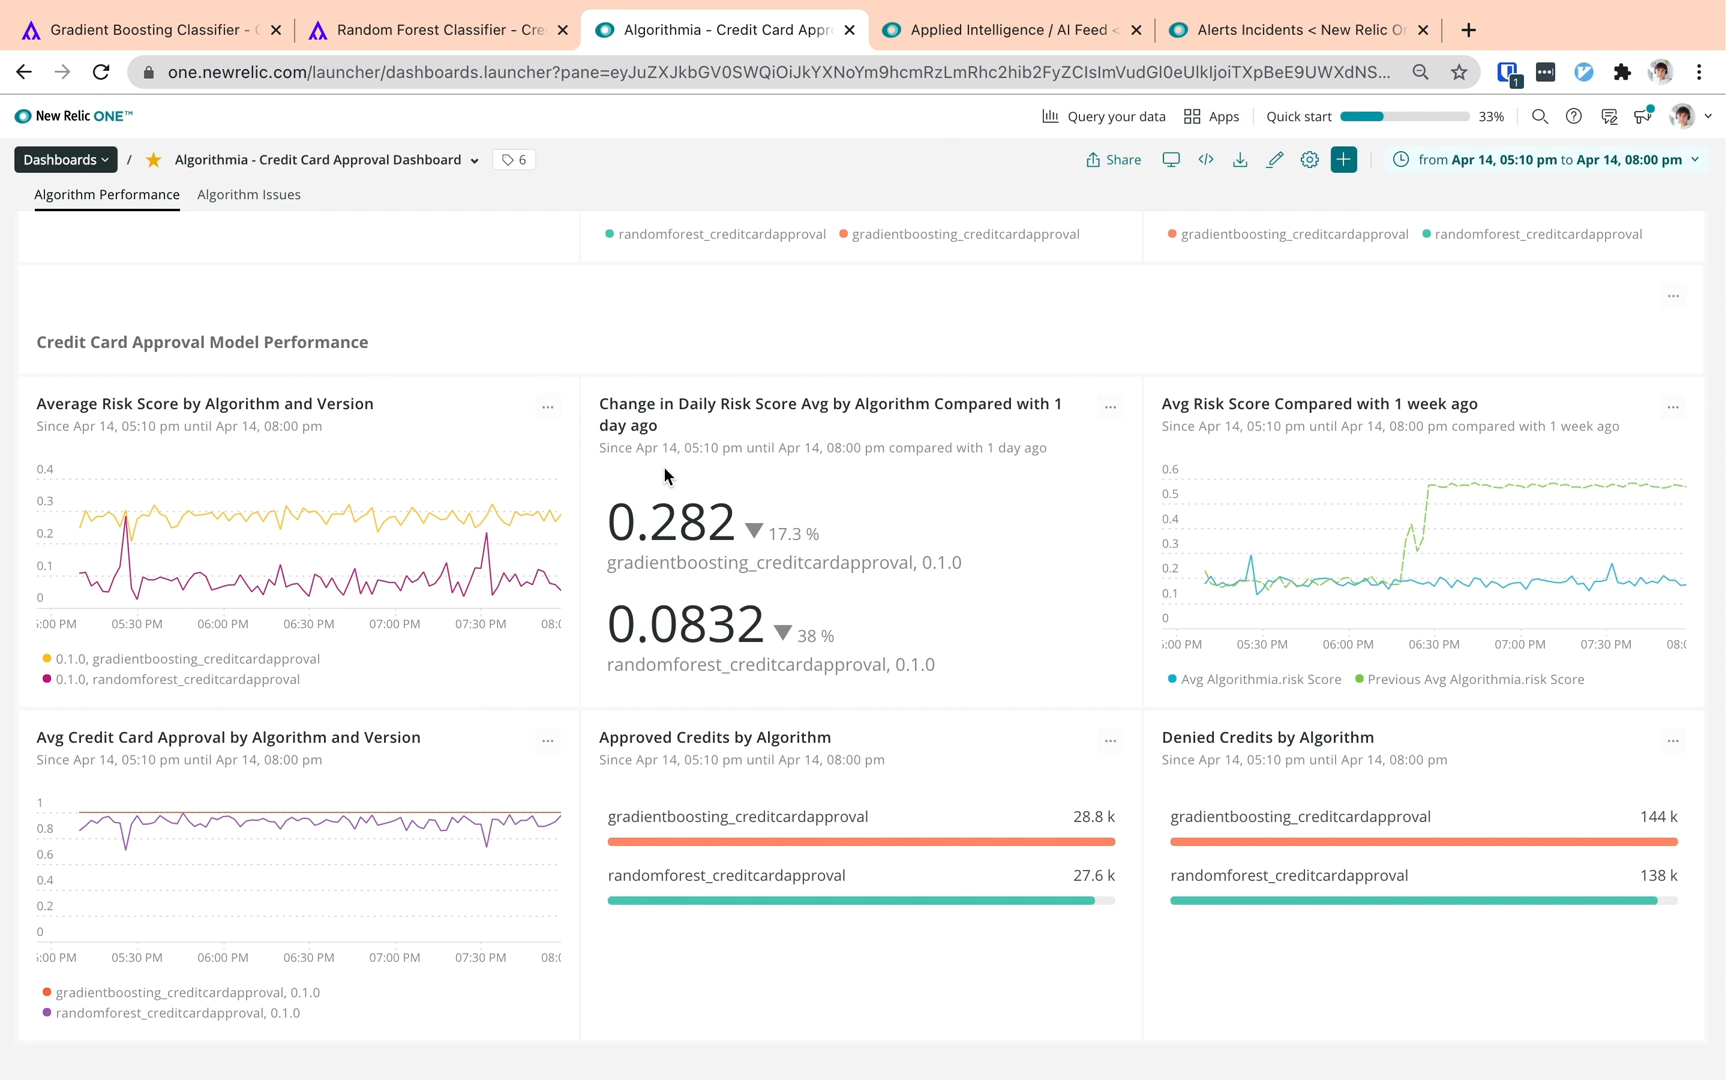 Gradient Boosting Classifier - C
Random Forest Classifier - Cre
Algorithmia - Credit Card Appr
Applied Intelligence / AI Feed <
Alerts Incidents < New Relic O
one.newrelic.com/launcher/dashboards.launcher?pane=eyJuZXJkbGV0SWQiOiJkYXNoYm9hcmRzLmRhc2hib2FyZCIsImVudGl0eUlkIjoiTXpBeE9UWXdNS...
1
New Relic ONE™
Query your data
Apps
Quick start
33%
Dashboards
/
Algorithmia - Credit Card Approval Dashboard
6
Share
from Apr 14, 05:10 pm to Apr 14, 08:00 pm
Algorithm Performance
Algorithm Issues
randomforest_creditcardapproval
gradientboosting_creditcardapproval
gradientboosting_creditcardapproval
randomforest_creditcardapproval
Credit Card Approval Model Performance
Average Risk Score by Algorithm and Version
Since Apr 14, 05:10 pm until Apr 14, 08:00 pm
0.4
0.3
0.2
0.1
0
:00 PM 05:30 PM 06:00 PM 06:30 PM 07:00 PM 07:30 PM 08:
0.1.0, gradientboosting_creditcardapproval
0.1.0, randomforest_creditcardapproval
Change in Daily Risk Score Avg by Algorithm Compared with 1
day ago
Since Apr 14, 05:10 pm until Apr 14, 08:00 pm compared with 1 day ago
0.282 17.3 %
gradientboosting_creditcardapproval, 0.1.0
0.0832 38 %
randomforest_creditcardapproval, 0.1.0
Avg Risk Score Compared with 1 week ago
Since Apr 14, 05:10 pm until Apr 14, 08:00 pm compared with 1 week ago
0.6
0.5
0.4
0.3
0.2
0.1
0
:00 PM 05:30 PM 06:00 PM 06:30 PM 07:00 PM 07:30 PM 08:
Avg Algorithmia.risk Score
Previous Avg Algorithmia.risk Score
Avg Credit Card Approval by Algorithm and Version
Since Apr 14, 05:10 pm until Apr 14, 08:00 pm
1
0.8
0.6
0.4
0.2
0
:00 PM 05:30 PM 06:00 PM 06:30 PM 07:00 PM 07:30 PM 08:
gradientboosting_creditcardapproval, 0.1.0
randomforest_creditcardapproval, 0.1.0
Approved Credits by Algorithm
Since Apr 14, 05:10 pm until Apr 14, 08:00 pm
gradientboosting_creditcardapproval 28.8 k
randomforest_creditcardapproval 27.6 k
Denied Credits by Algorithm
Since Apr 14, 05:10 pm until Apr 14, 08:00 pm
gradientboosting_creditcardapproval 144 k
randomforest_creditcardapproval 138 k